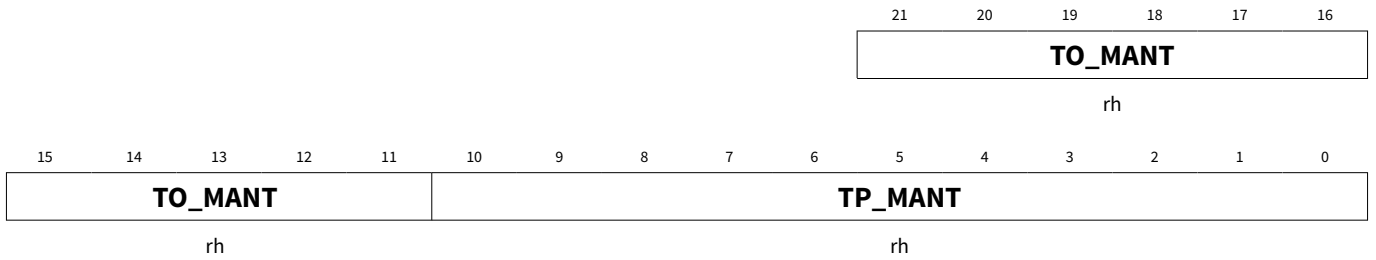 21 20 19 18 17 16
TO_MANT
rh
15 14 13 12 11 10 9 8 7 6 5 4 3 2 1 0
TO_MANT TP_MANT
rh rh